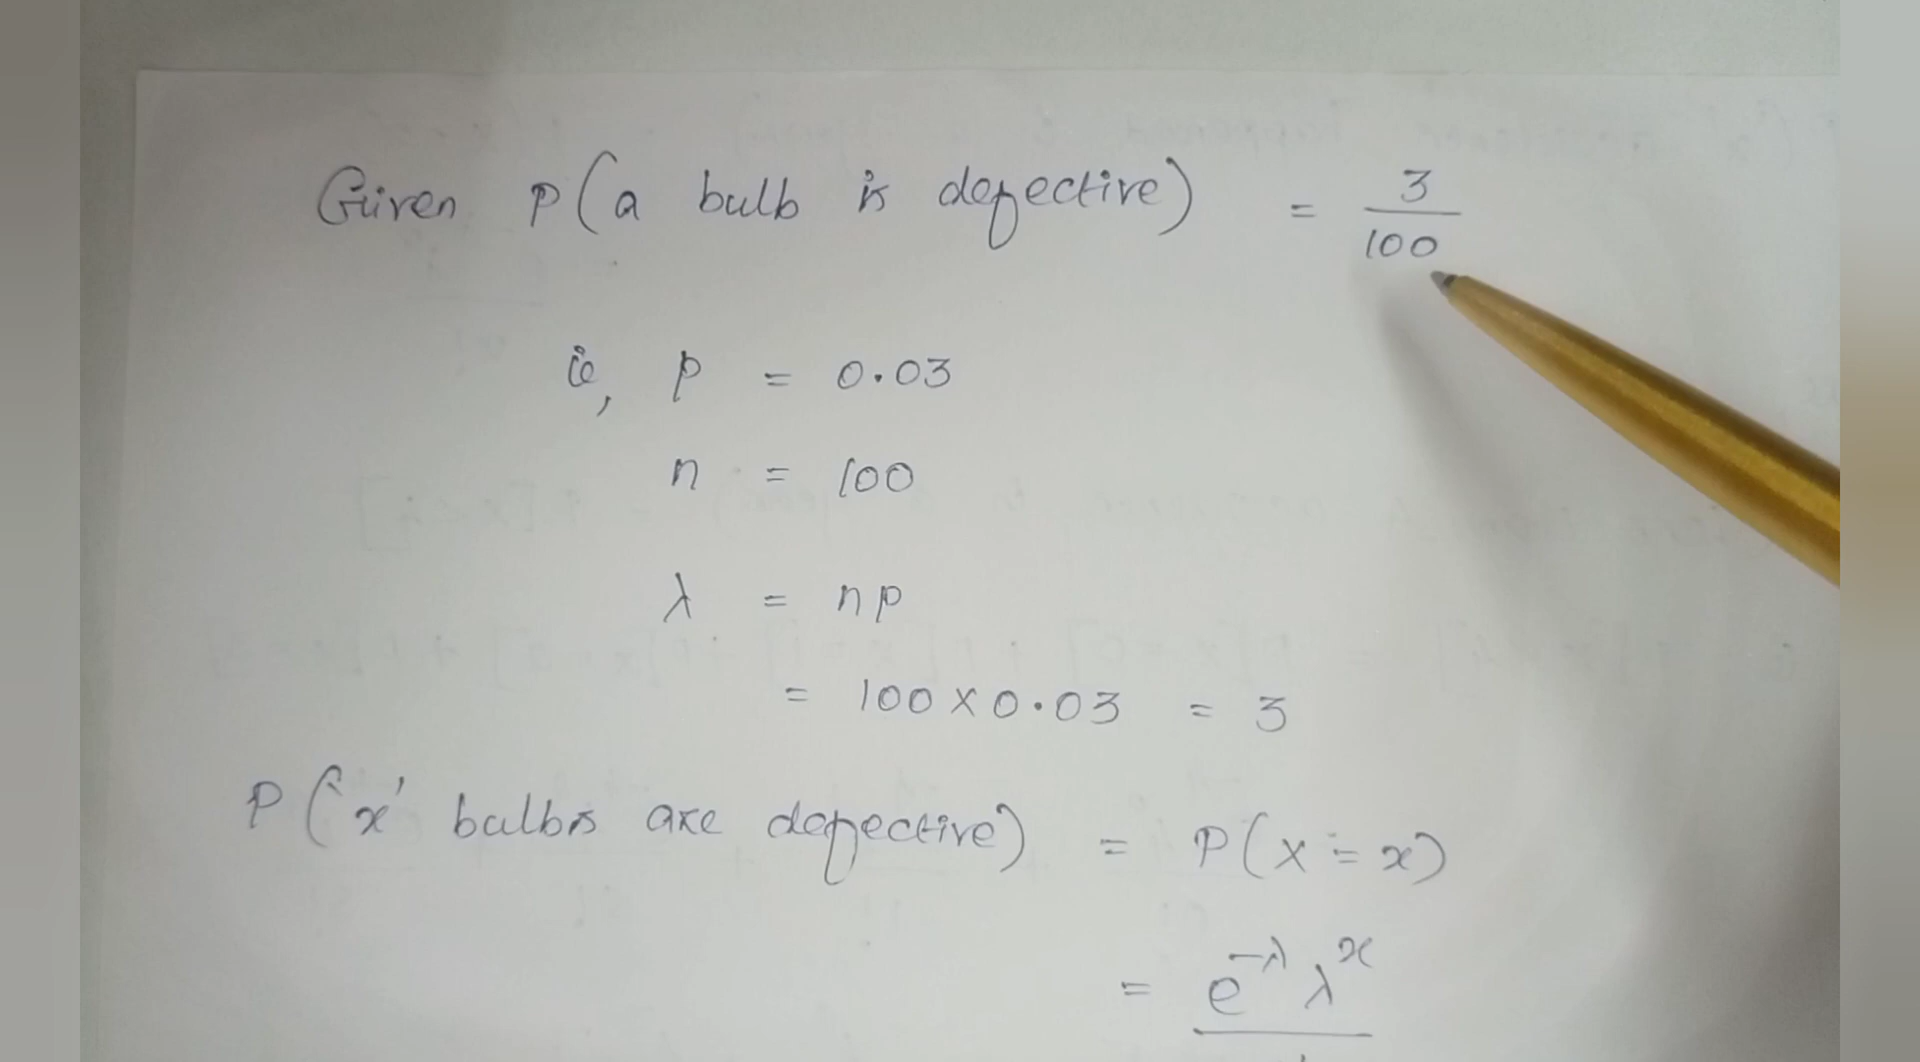 Given P(a bulb is defective) = 3/100
ie, p = 0.03
n = 100
λ = np
= 100 × 0.03 = 3
P('x' bulbs are defective) = P(X = x)
= e^-λ λ^x